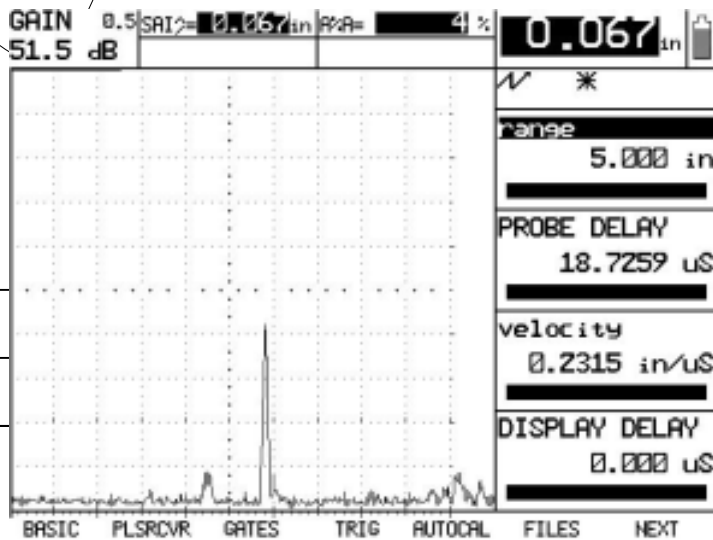 GAIN 0.5
51.5 dB
SA1⊃= 0.067 in A%A= 4 %
0.067 in
range
5.000 in
PROBE DELAY
18.7259 uS
velocity
0.2315 in/uS
DISPLAY DELAY
0.000 uS
BASIC PLSRCVR GATES TRIG AUTOCAL FILES NEXT